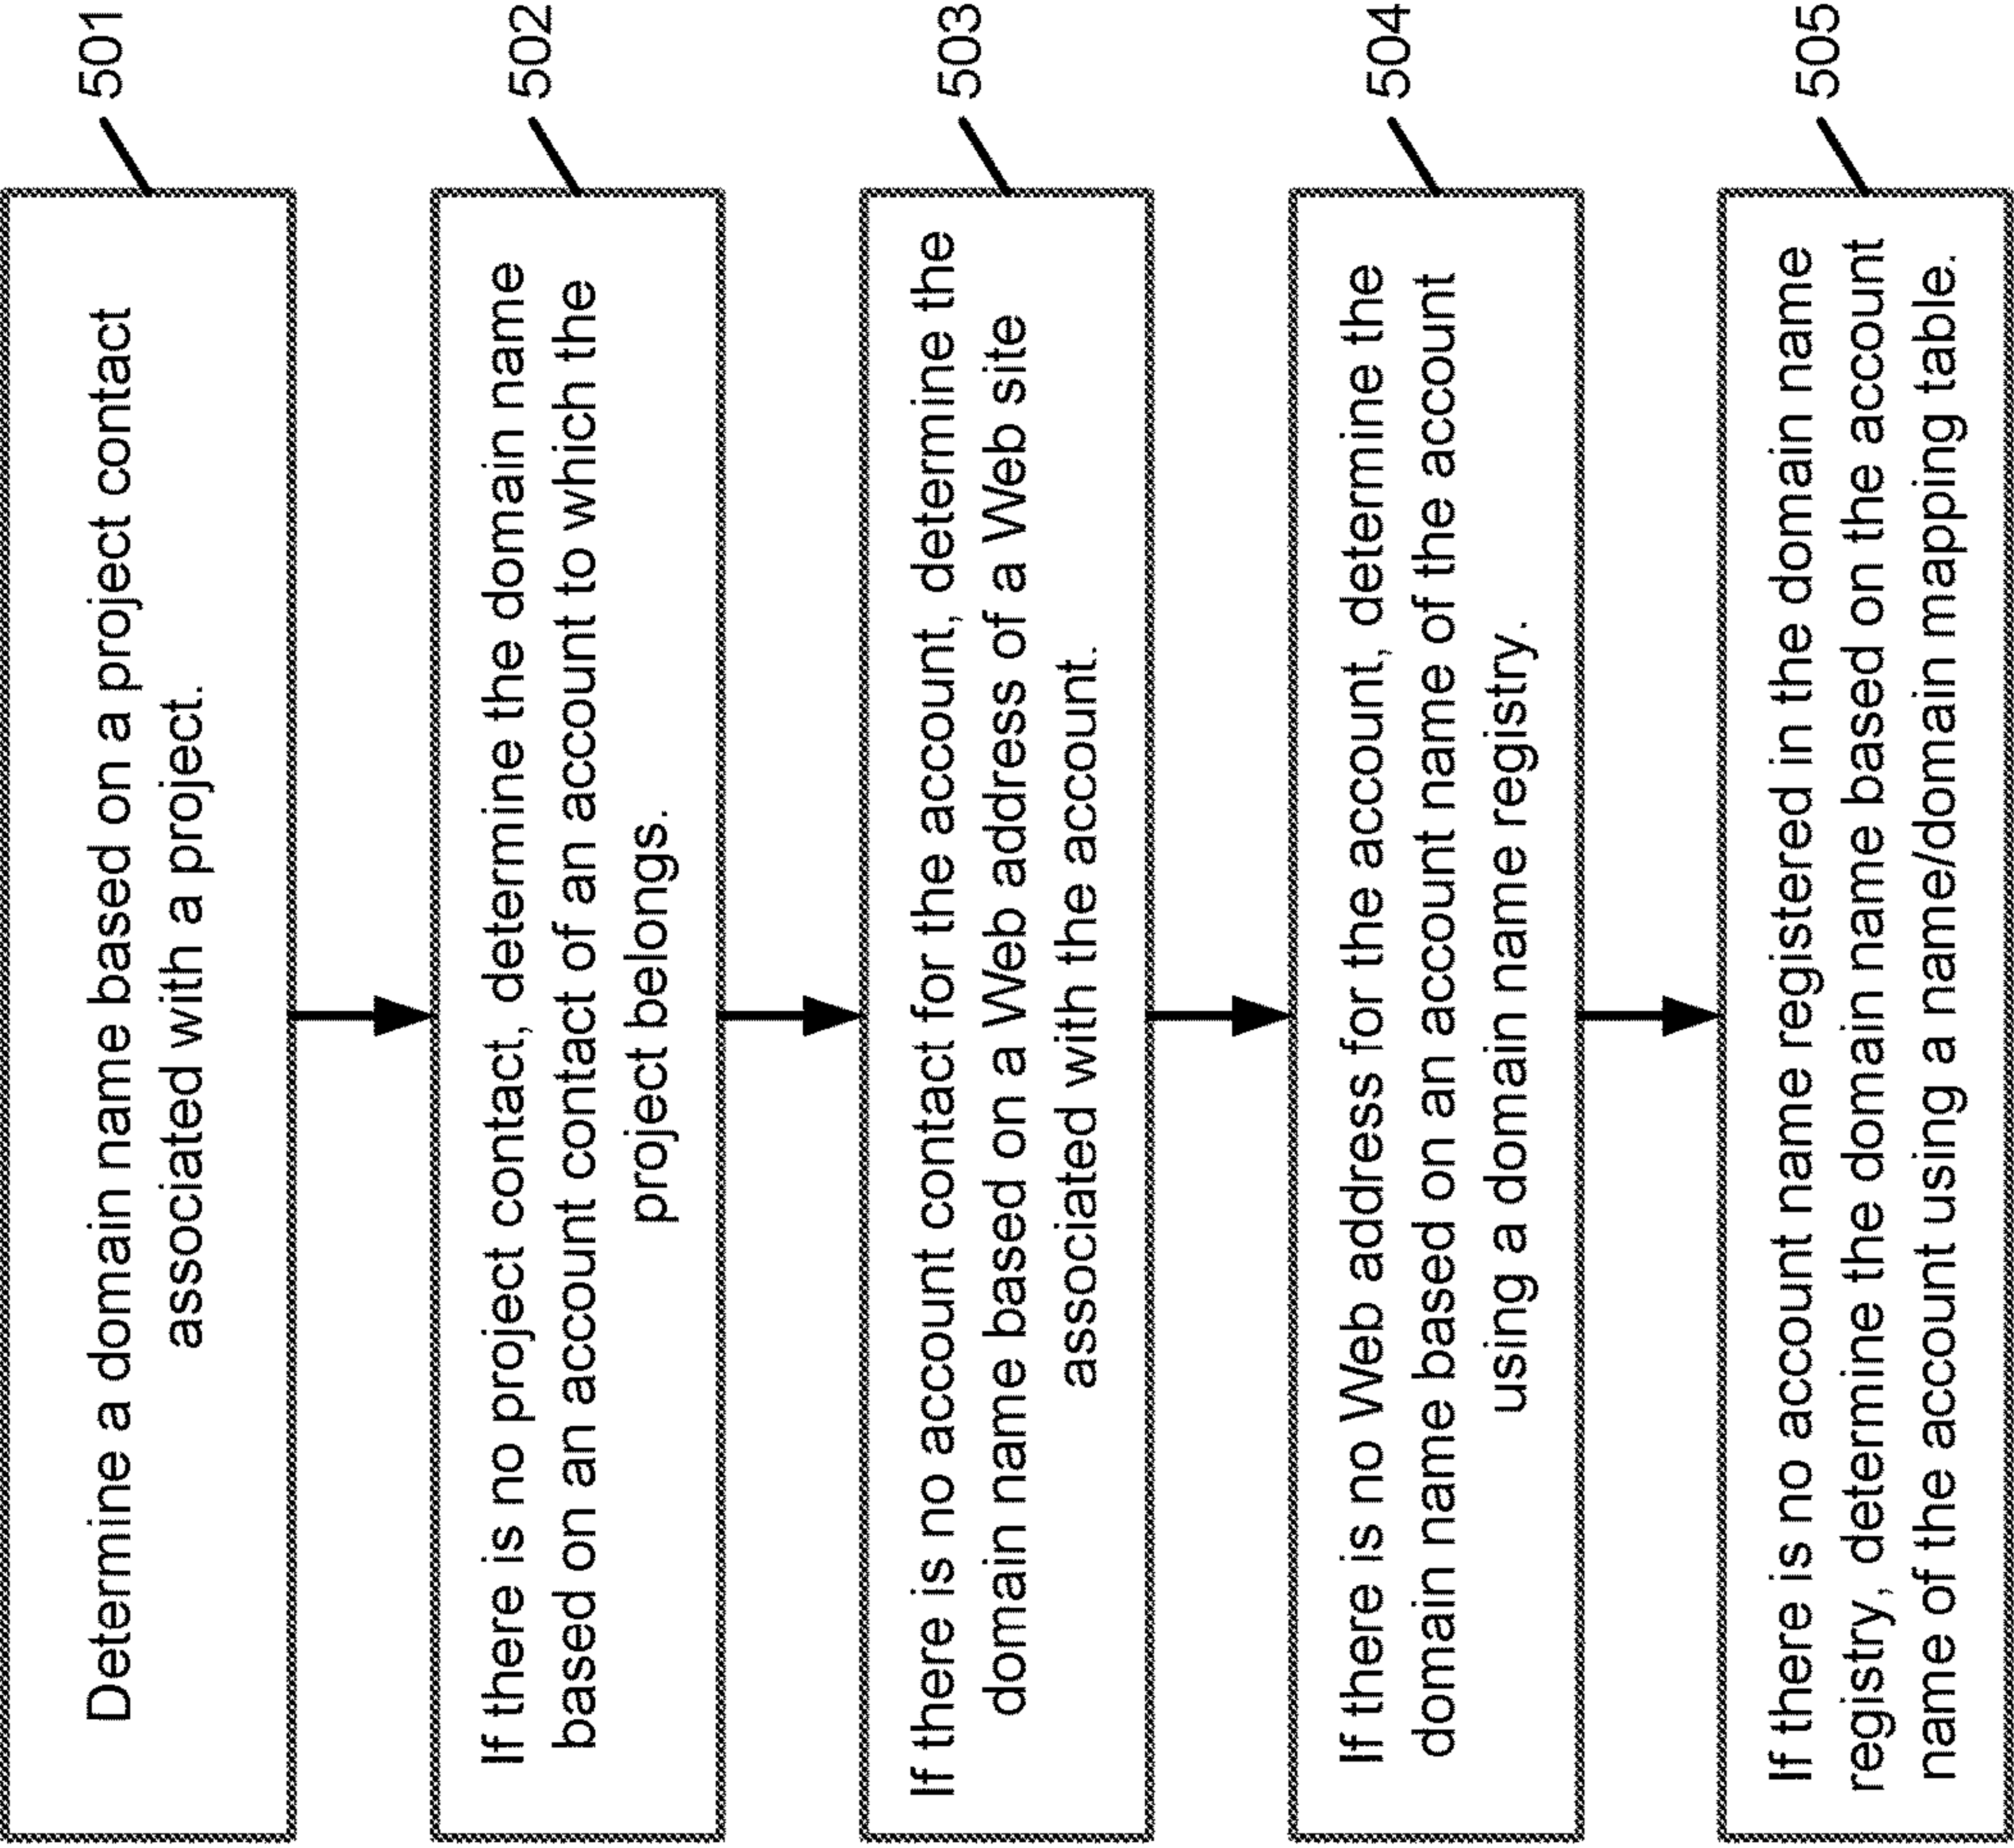 501
Determine a domain name based on a project contact
associated with a project.
502
If there is no project contact, determine the domain name
based on an account contact of an account to which the
project belongs.
503
If there is no account contact for the account, determine the
domain name based on a Web address of a Web site
associated with the account.
504
If there is no Web address for the account, determine the
domain name based on an account name of the account
using a domain name registry.
505
If there is no account name registered in the domain name
registry, determine the domain name based on the account
name of the account using a name/domain mapping table.